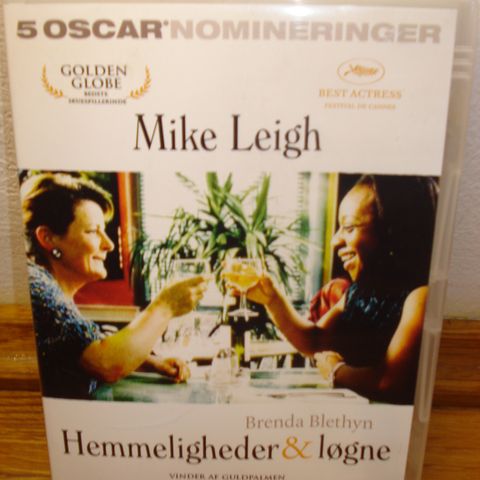 5 OSCAR® NOMINERINGER
GOLDEN
GLOBE
BEDSTE
SKUESPILLERINDE
BEST ACTRESS
FESTIVAL DE CANNES
Mike Leigh
Brenda Blethyn
Hemmeligheder & løgne
VINDER AF GULDPALMEN